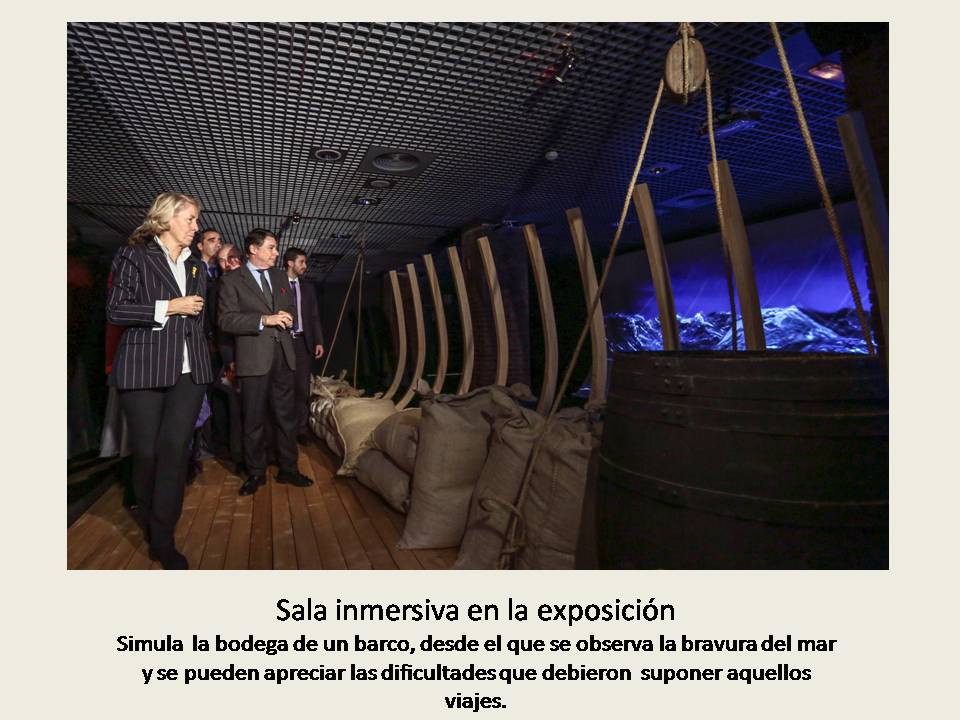 Sala inmersiva en la exposición
Simula la bodega de un barco, desde el que se observa la bravura del mar
y se pueden apreciar las dificultades que debieron suponer aquellos
viajes.